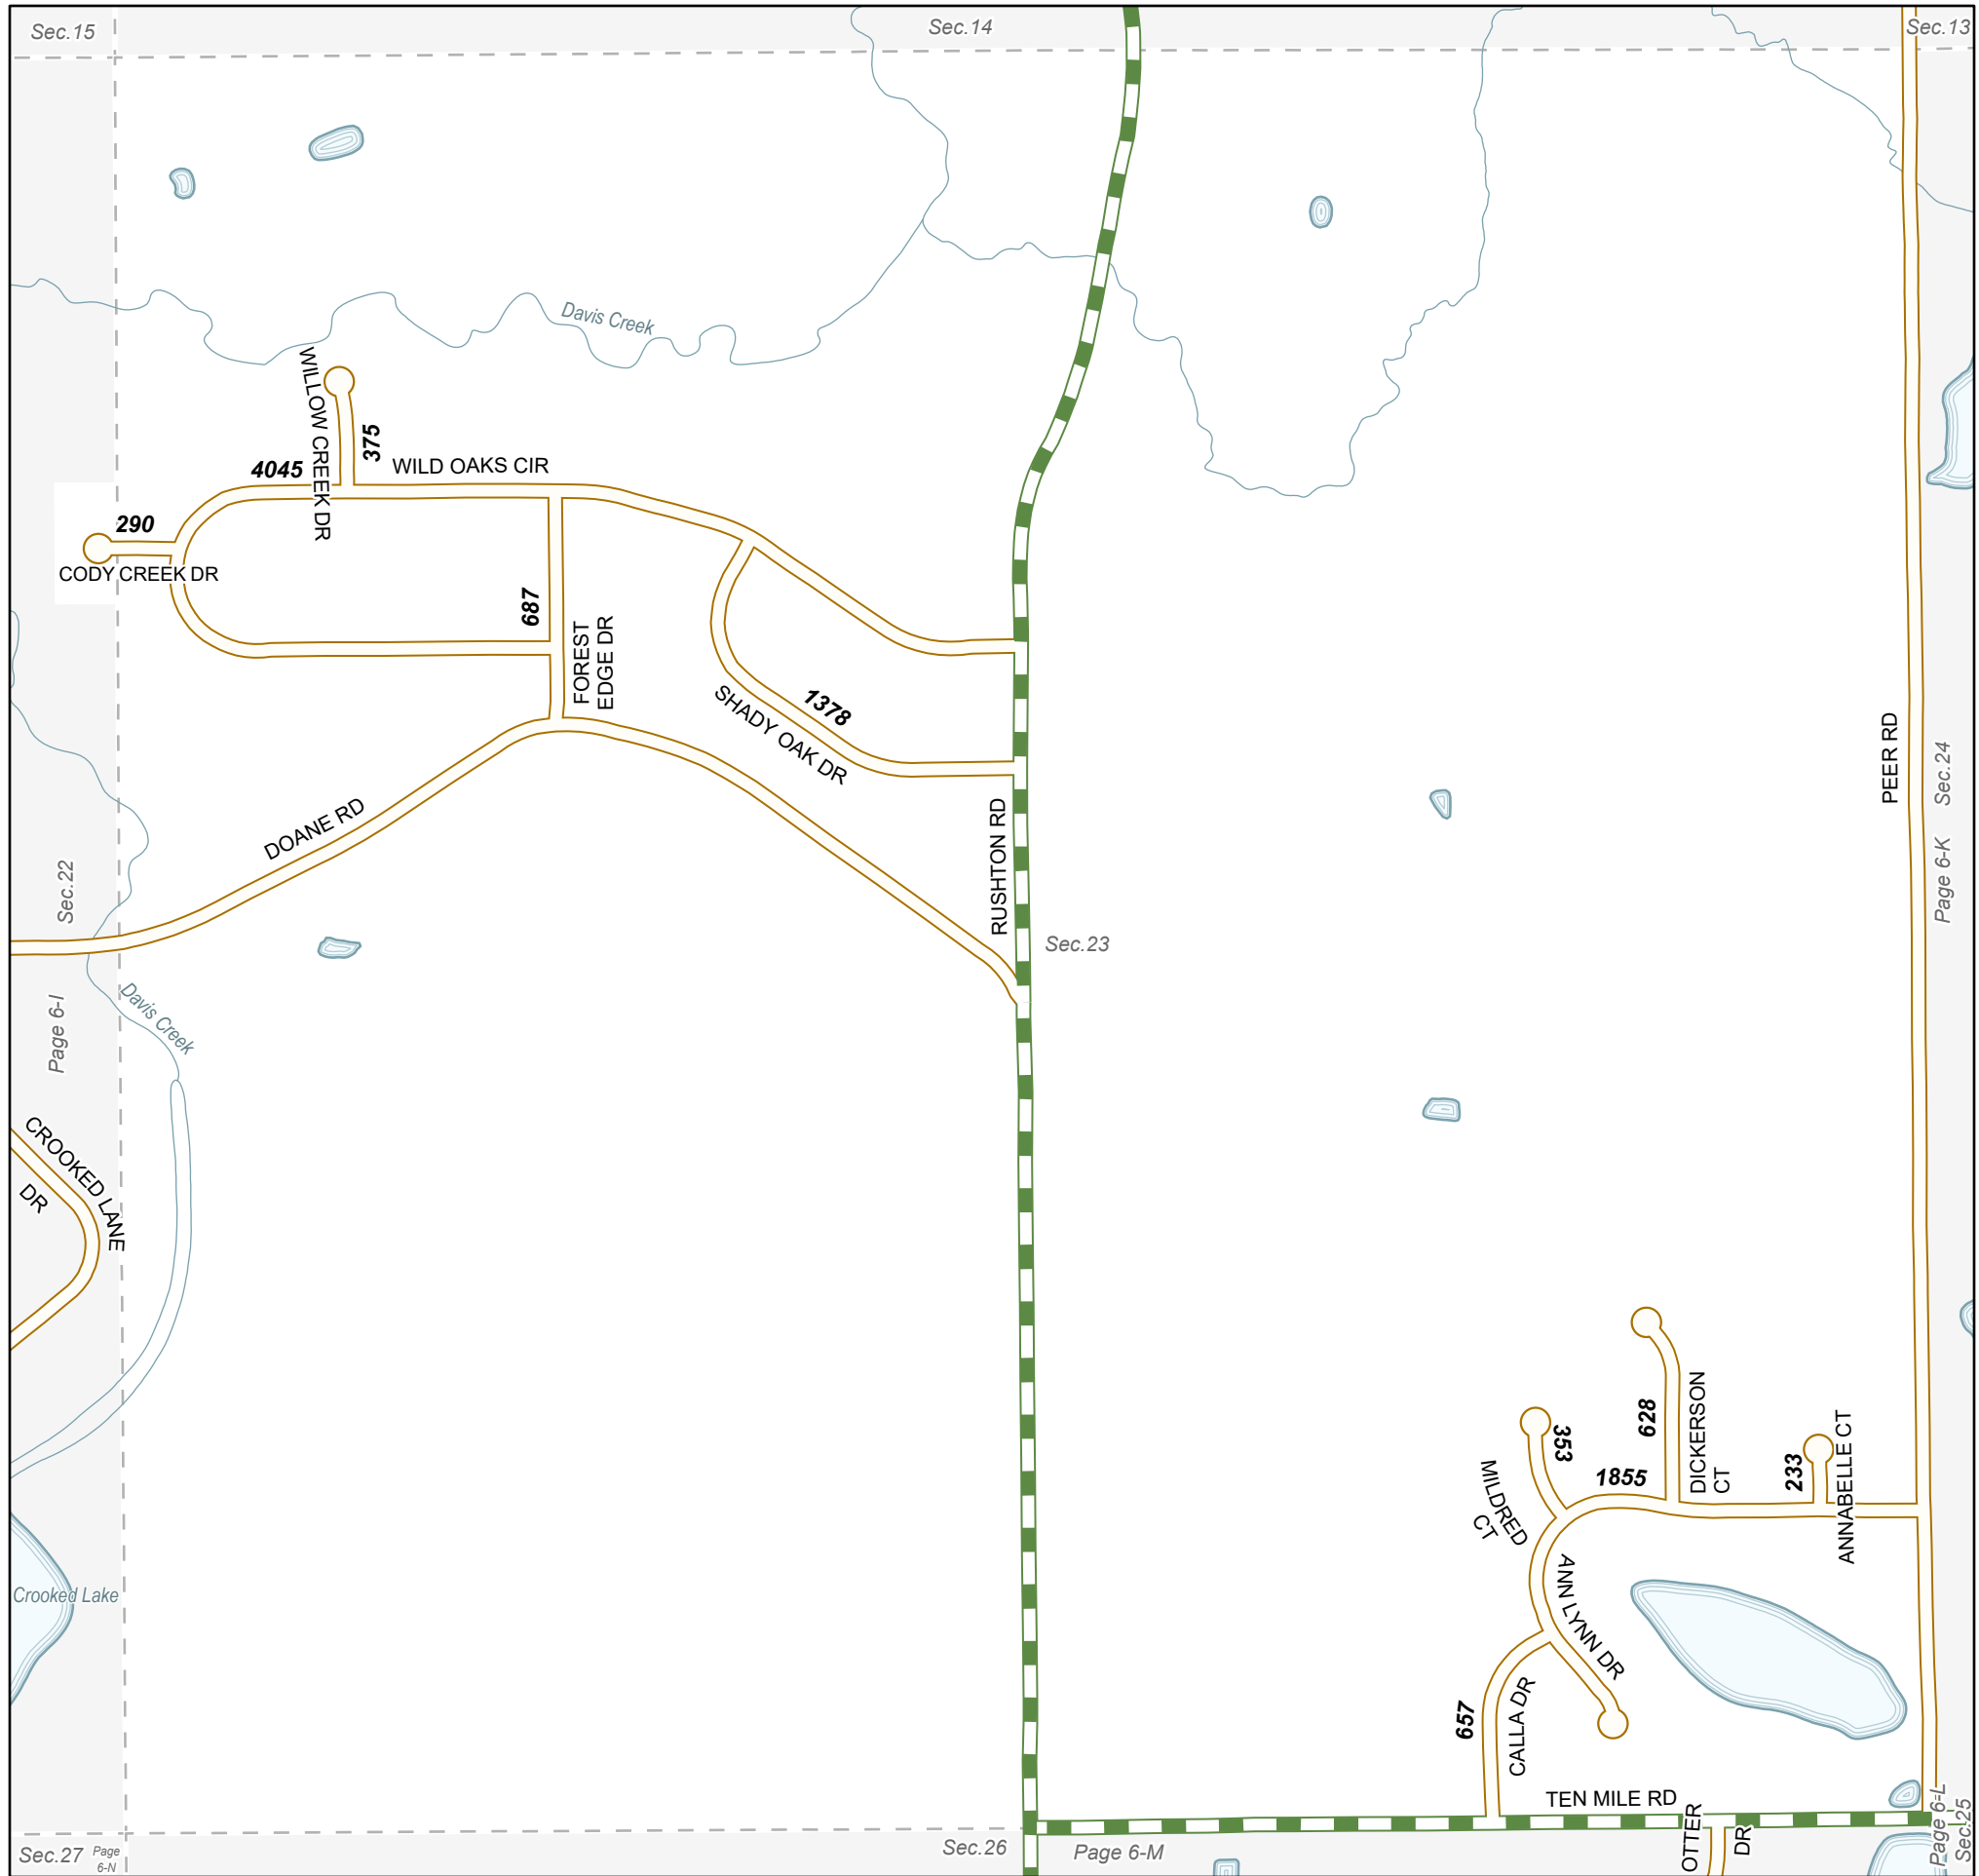 Sec.15
Sec.14
Sec.13
Davis Creek
WILLOW CREEK DR
375
4045
WILD OAKS CIR
290
CODY CREEK DR
687
FOREST
EDGE DR
1378
SHADY OAK DR
PEER RD
Sec.24
Page 6-K
DOANE RD
RUSHTON RD
Sec.22
Sec.23
Page 6-I
Davis Creek
CROOKED LANE
DR
628
DICKERSON
CT
353
MILDRED
CT
1855
233
ANNABELLE CT
Crooked Lake
ANN LYNN DR
657
CALLA DR
TEN MILE RD
OTTER
DR
Page 6-L
Sec.25
Sec.26
Page 6-M
Sec.27
Page
6-N